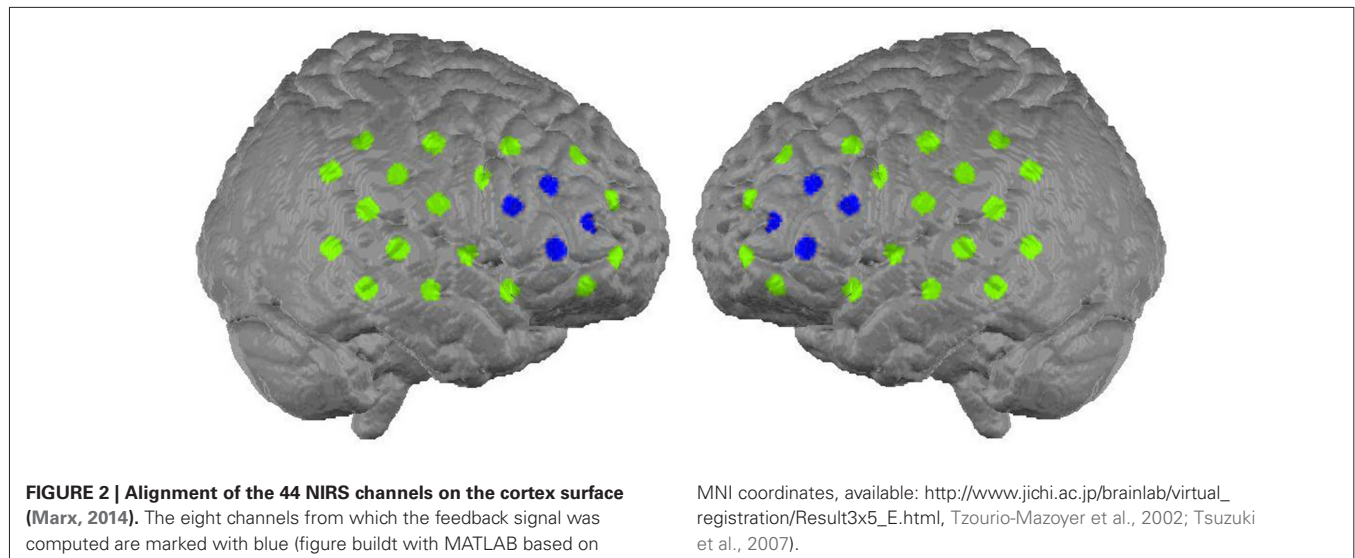 FIGURE 2 | Alignment of the 44 NIRS channels on the cortex surface
(Marx, 2014). The eight channels from which the feedback signal was
computed are marked with blue (figure buildt with MATLAB based on
MNI coordinates, available: http://www.jichi.ac.jp/brainlab/virtual_
registration/Result3x5_E.html, Tzourio-Mazoyer et al., 2002; Tsuzuki
et al., 2007).